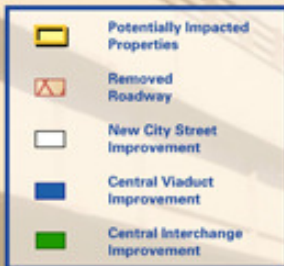 Potentially Impacted
Properties
Removed
Roadway
New City Street
Improvement
Central Viaduct
Improvement
Central Interchange
Improvement